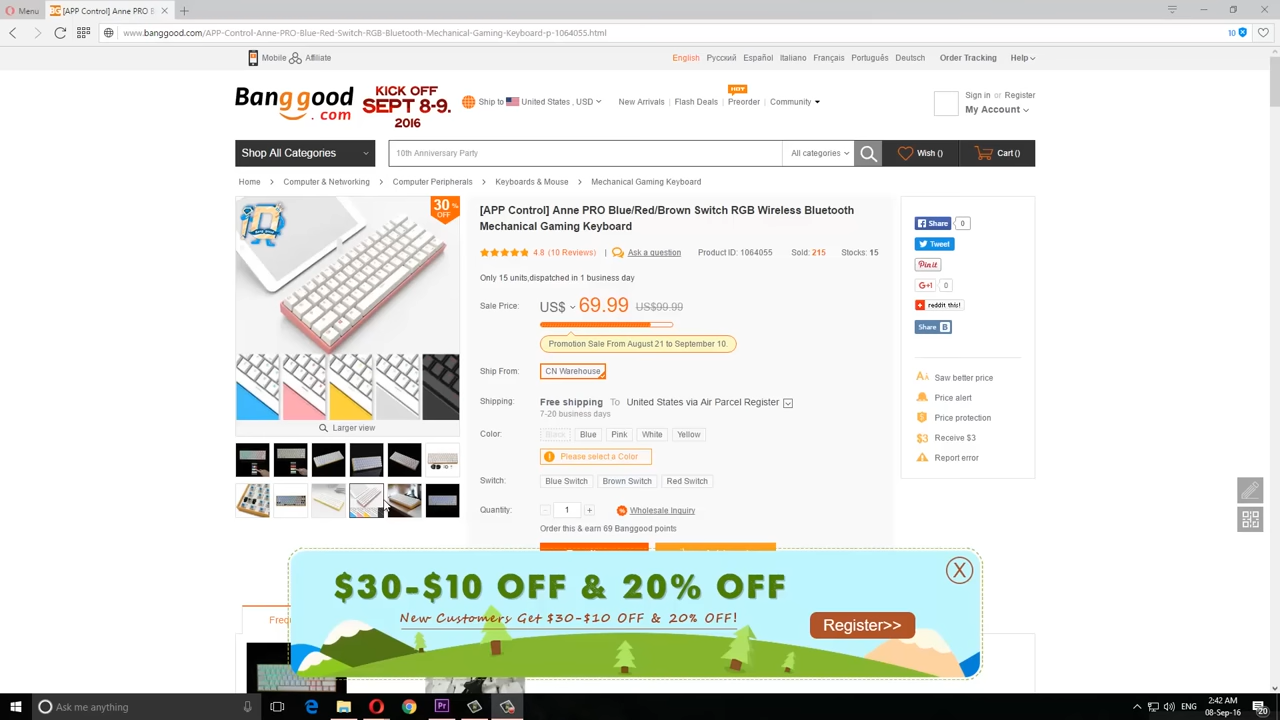 Menu
[APP Control] Anne PRO B
www.banggood.com/APP-Control-Anne-PRO-Blue-Red-Switch-RGB-Bluetooth-Mechanical-Gaming-Keyboard-p-1064055.html
10
Mobile Affiliate
English Русский Español Italiano Français Português Deutsch Order Tracking Help
Banggood.com
KICK OFF
SEPT 8-9.
2016
Ship to United States , USD
New Arrivals | Flash Deals | Preorder | Community
HOT
Sign in or Register
My Account
Shop All Categories
10th Anniversary Party
All categories
Wish ()
Cart ()
Home > Computer & Networking > Computer Peripherals > Keyboards & Mouse > Mechanical Gaming Keyboard
30 %
OFF
[APP Control] Anne PRO Blue/Red/Brown Switch RGB Wireless Bluetooth
Mechanical Gaming Keyboard
4.8 (10 Reviews) | Ask a question Product ID: 1064055 Sold: 215 Stocks: 15
Only 15 units,dispatched in 1 business day
Sale Price: US$ 69.99 US$99.99
Promotion Sale From August 21 to September 10.
Ship From: CN Warehouse
Shipping: Free shipping To United States via Air Parcel Register
7-20 business days
Color: Black Blue Pink White Yellow
Please select a Color
Switch: Blue Switch Brown Switch Red Switch
Quantity: - 1 + Wholesale Inquiry
Order this & earn 69 Banggood points
Larger view
Share 0
Tweet
Pin it
+1 0
reddit this!
Share B
Saw better price
Price alert
Price protection
$3 Receive $3
Report error
$30-$10 OFF & 20% OFF
New Customers Get $30-$10 OFF & 20% OFF!
Register>>
X
Ask me anything
ENG
2:42 AM
08-Sep-16
20